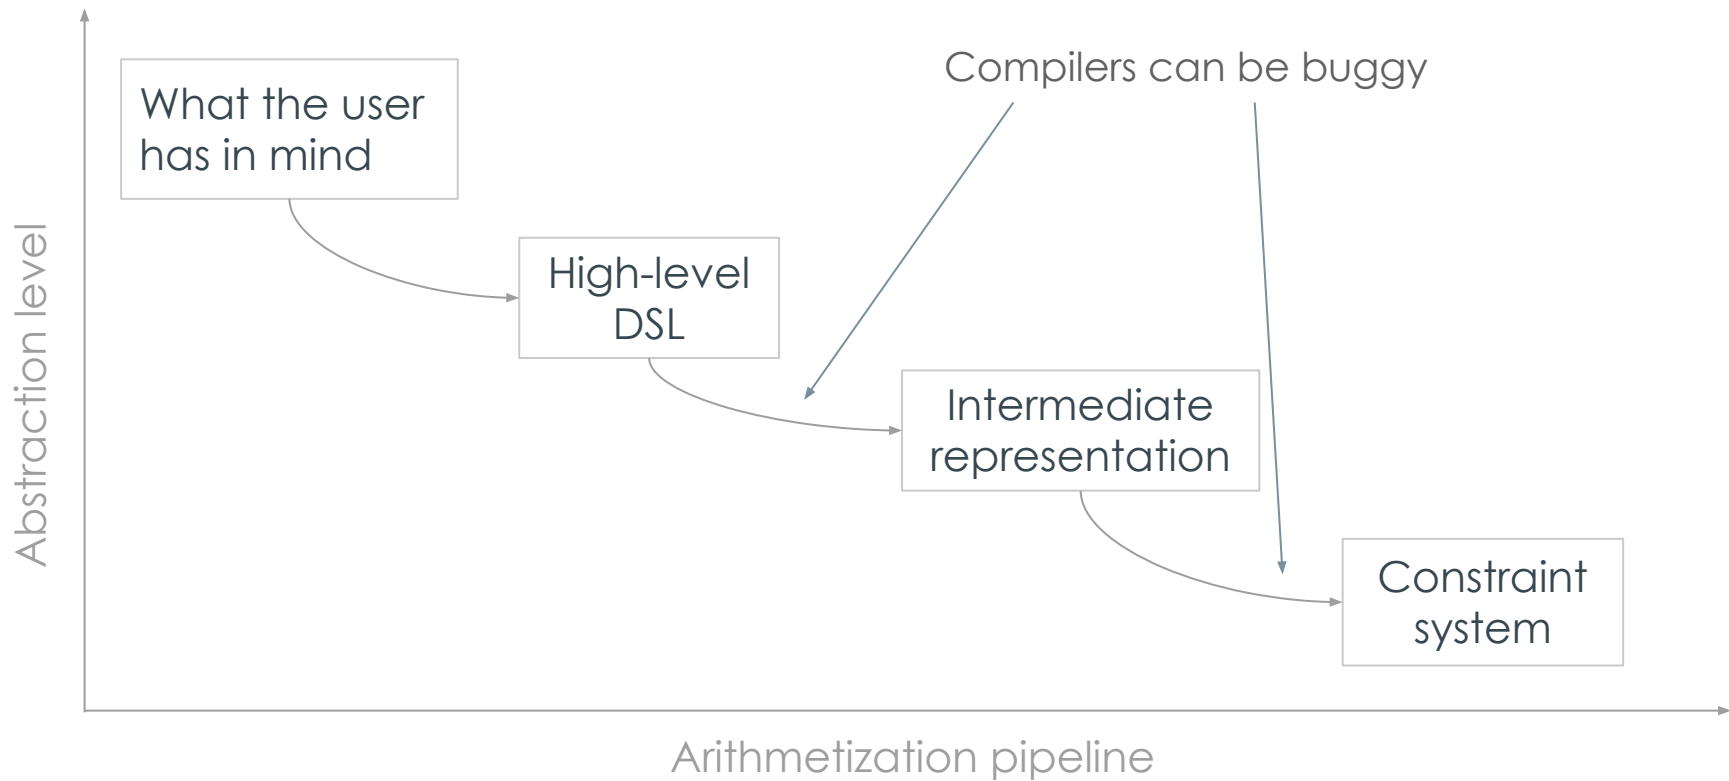 Compilers can be buggy
What the user
has in mind
High-level
DSL
Intermediate
representation
Constraint
system
Abstraction level
Arithmetization pipeline